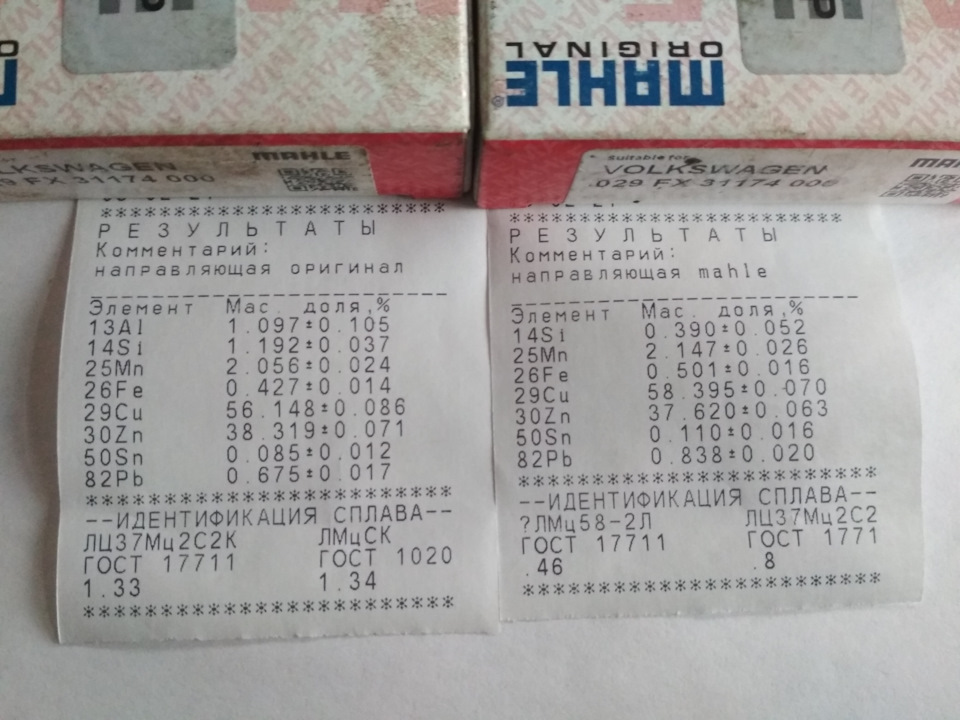 MAHLE
ORIGINAL
MAHLE
VOLKSWAGEN
FX 31174 000
suitable for
VOLKSWAGEN
029 FX 31174 000
**************************
РЕЗУЛЬТАТЫ
Комментарий:
направляющая оригинал
Элемент Мас. доля,%
13Al 1.097±0.105
14Si 1.192±0.037
25Mn 2.056±0.024
26Fe 0.427±0.014
29Cu 56.148±0.086
30Zn 38.319±0.071
50Sn 0.085±0.012
82Pb 0.675±0.017
**************************
--ИДЕНТИФИКАЦИЯ СПЛАВА--
ЛЦ37Мц2С2К ЛМцСК
ГОСТ 17711 ГОСТ 1020
1.33 1.34
**************************
**************************
РЕЗУЛЬТАТЫ
Комментарий:
направляющая mahle
Элемент Мас. доля,%
14Si 0.390±0.052
25Mn 2.147±0.026
26Fe 0.501±0.016
29Cu 58.395±0.070
30Zn 37.620±0.063
50Sn 0.110±0.016
82Pb 0.838±0.020
**************************
--ИДЕНТИФИКАЦИЯ СПЛАВА--
?ЛМц58-2Л ЛЦ37Мц2С2
ГОСТ 17711 ГОСТ 1771
.46 .8
**************************